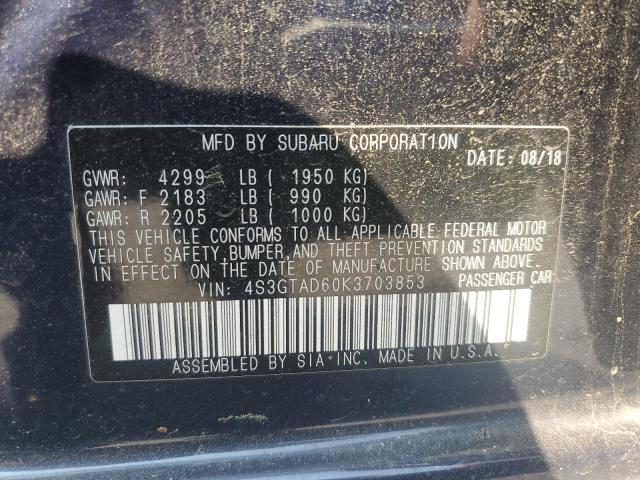 MFD BY SUBARU CORPORATION
DATE: 08/18
GVWR: 4299 LB ( 1950 KG)
GAWR: F 2183 LB ( 990 KG)
GAWR: R 2205 LB ( 1000 KG)
THIS VEHICLE CONFORMS TO ALL APPLICABLE FEDERAL MOTOR
VEHICLE SAFETY, BUMPER, AND THEFT PREVENTION STANDARDS
IN EFFECT ON THE DATE OF MANUFACTURE SHOWN ABOVE.
VIN: 4S3GTAD60K3703853 PASSENGER CAR
ASSEMBLED BY SIA INC. MADE IN U.S.A.